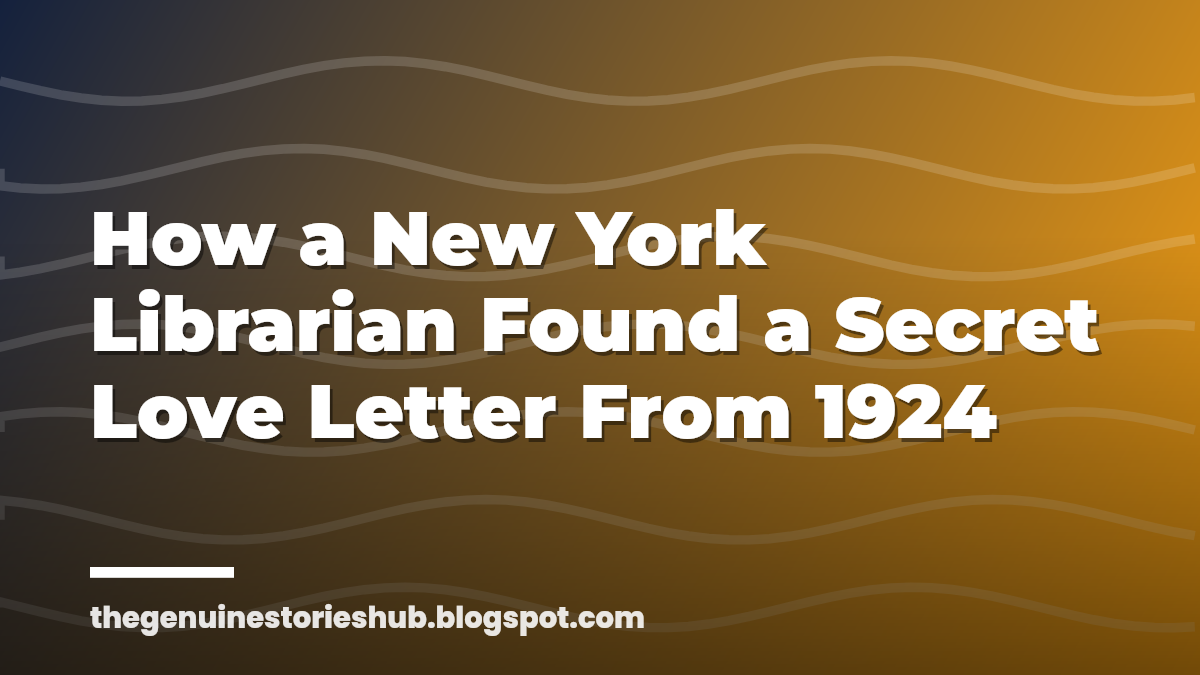 How a New York
Librarian Found a Secret
Love Letter From 1924
thegenuinestorieshub.blogspot.com